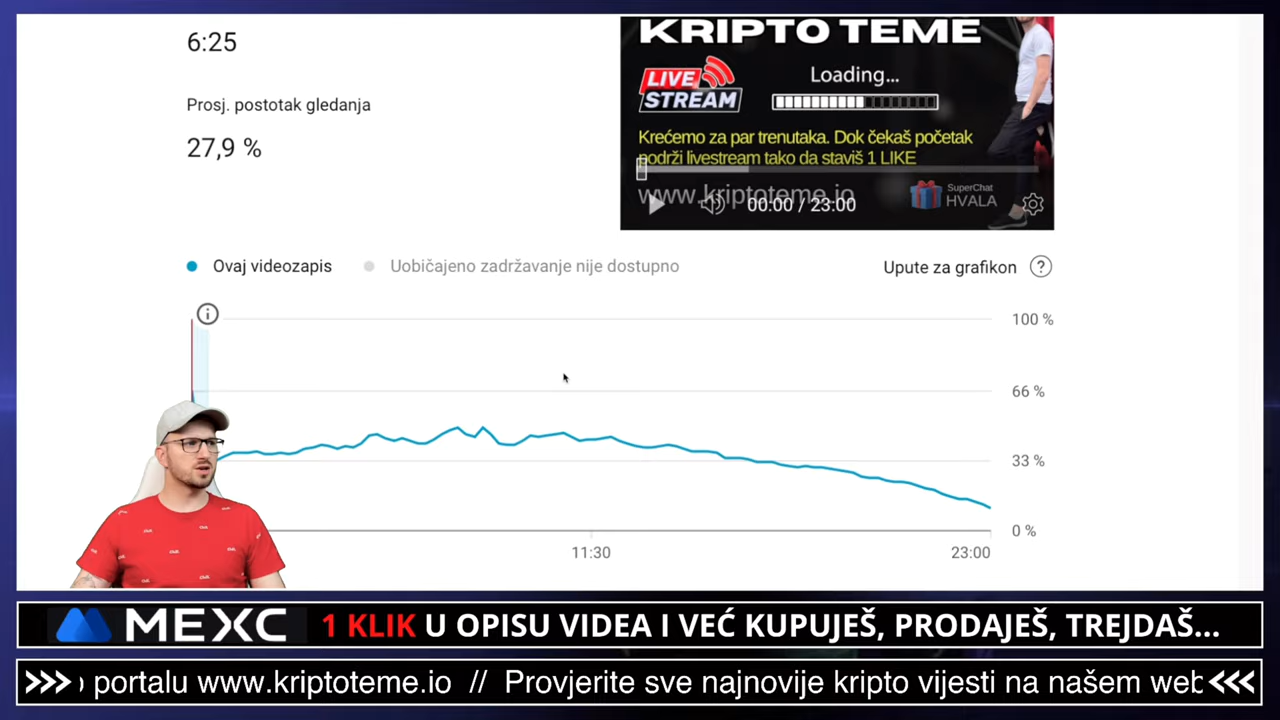 6:25
Prosj. postotak gledanja
27,9 %
KRIPTO TEME
Loading...
LIVE
STREAM
Krećemo za par trenutaka. Dok čekaš početak
podrži livestream tako da staviš 1 LIKE
www.kriptoteme.io
00:00 / 23:00
SuperChat
HVALA
Ovaj videozapis
Uobičajeno zadržavanje nije dostupno
Upute za grafikon
100 %
66 %
33 %
0 %
11:30
23:00
MEXC
1 KLIK U OPISU VIDEA I VEĆ KUPUJEŠ, PRODAJEŠ, TREJDAŠ...
portalu www.kriptoteme.io // Provjerite sve najnovije kripto vijesti na našem web